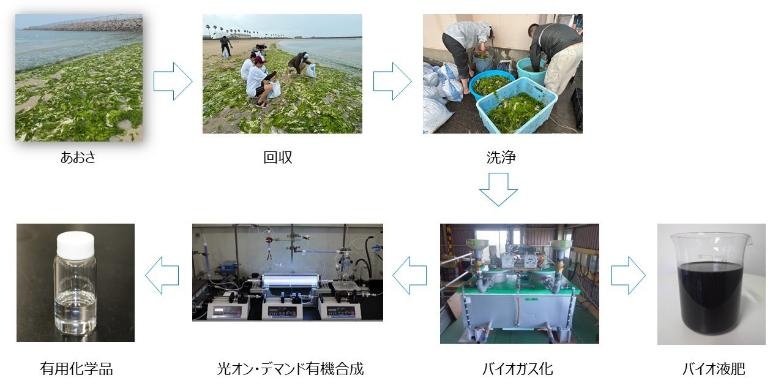 あおさ
回収
洗浄
有用化学品
光オン・デマンド有機合成
バイオガス化
バイオ液肥